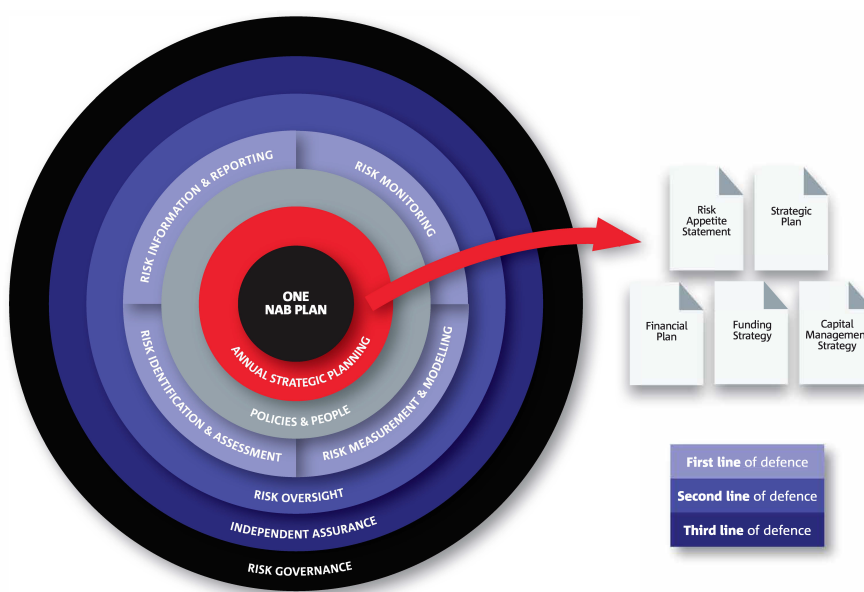 RISK INFORMATION & REPORTING
RISK MONITORING
ONE
NAB PLAN
ANNUAL STRATEGIC PLANNING
POLICIES & PEOPLE
RISK IDENTIFICATION & ASSESSMENT
RISK MEASUREMENT & MODELLING
RISK OVERSIGHT
INDEPENDENT ASSURANCE
RISK GOVERNANCE
Risk
Appetite
Statement
Strategic
Plan
Financial
Plan
Funding
Strategy
Capital
Management
Strategy
First line of defence
Second line of defence
Third line of defence